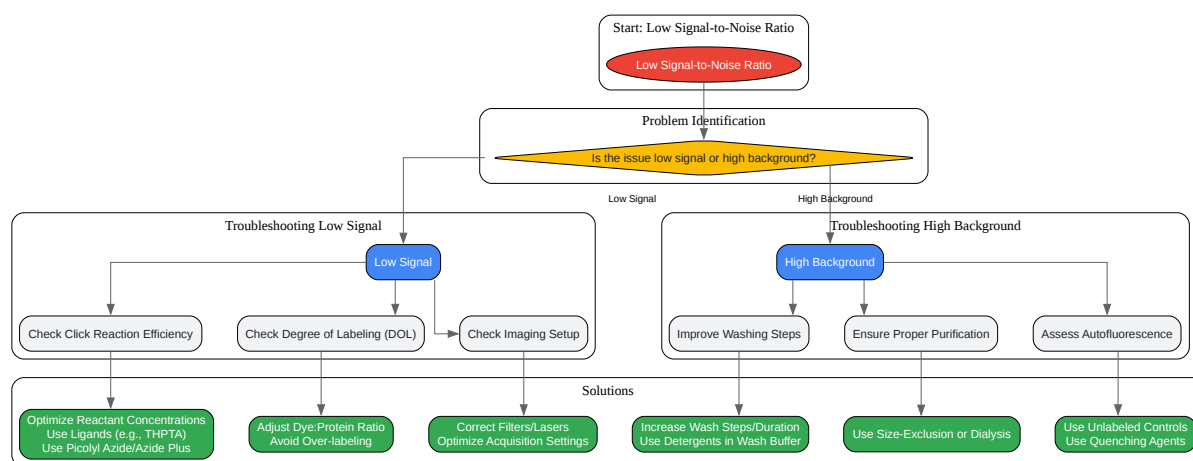 Start: Low Signal-to-Noise Ratio
Low Signal-to-Noise Ratio
Problem Identification
Is the issue low signal or high background?
Low Signal
High Background
Troubleshooting Low Signal
Troubleshooting High Background
Low Signal
High Background
Check Click Reaction Efficiency
Check Degree of Labeling (DOL)
Check Imaging Setup
Improve Washing Steps
Ensure Proper Purification
Assess Autofluorescence
Solutions
Optimize Reactant Concentrations
Use Ligands (e.g., THPTA)
Use Picolyl Azide/Azide Plus
Adjust Dye:Protein Ratio
Avoid Over-labeling
Correct Filters/Lasers
Optimize Acquisition Settings
Increase Wash Steps/Duration
Use Detergents in Wash Buffer
Use Size-Exclusion or Dialysis
Use Unlabeled Controls
Use Quenching Agents